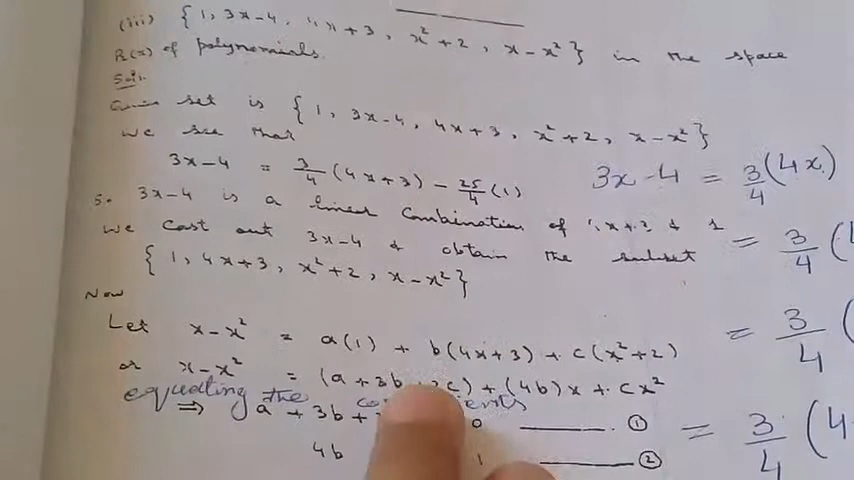 (iii) { 1, 3x-4, 4x+3, x²+2, x-x² } in the space
P₂(x) of polynomials.
Soln.
Given set is { 1, 3x-4, 4x+3, x²+2, x-x² }
We see that
3x-4 = 3/4 (4x+3) - 25/4 (1)
3x-4 = 3/4 (4x)
So 3x-4 is a linear combination of 4x+3 & 1
= 3/4 (4
We cast out 3x-4 & obtain the subset
{ 1, 4x+3, x²+2, x-x² }
Now
Let x-x² = a(1) + b(4x+3) + c(x²+2)
= 3/4 (
or x-x² = (a+3b+2c) + (4b)x + cx²
equating the
⇒ a + 3b + 0 ——— ①
= 3/4 (4
4b 1 ——— ②